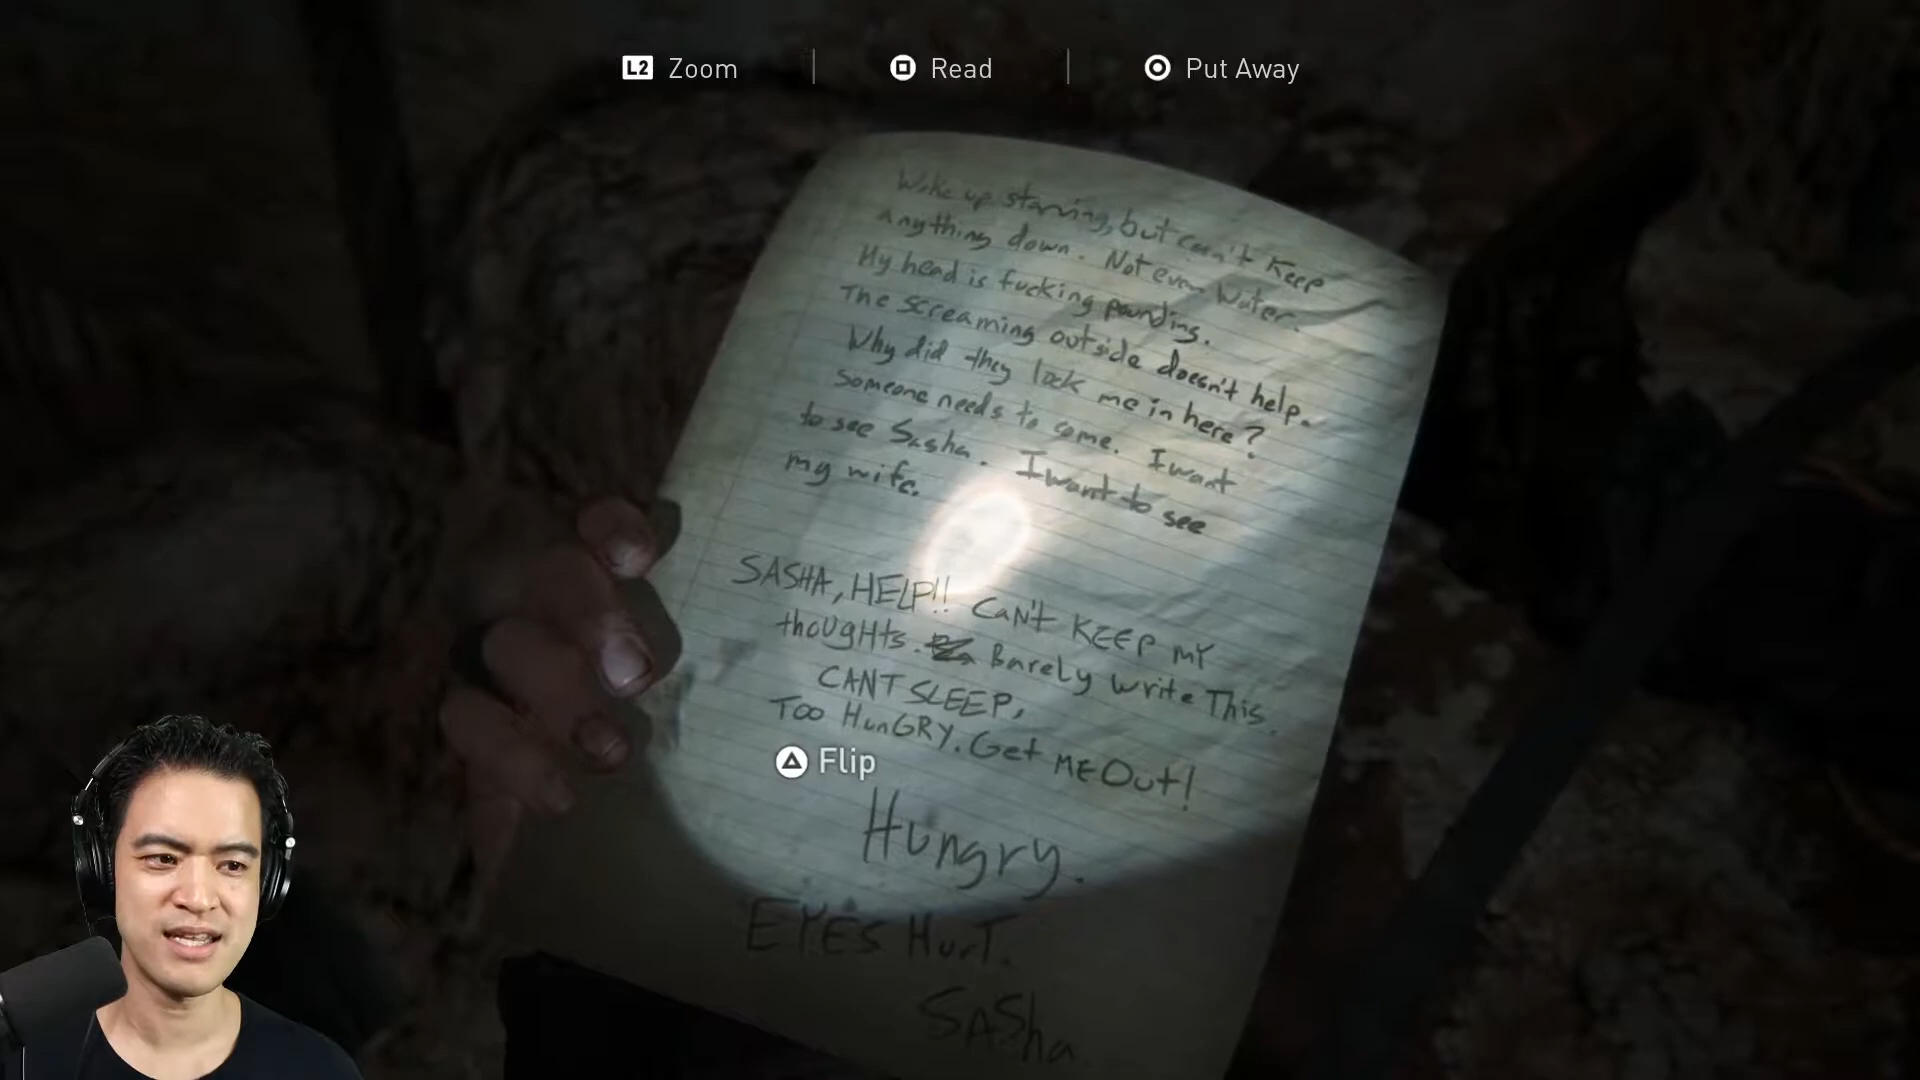 L2 Zoom | Read | Put Away
Woke up starving, but can't keep
anything down. Not even water.
My head is fucking pounding.
The screaming outside doesn't help.
Why did they lock me in here?
Someone needs to come. I want
to see Sasha. I want to see
my wife.
SASHA, HELP!! CaN't KEEP MY
thoUgHts. Barely write This.
CANT SLEEP,
Too HunGRY. Get ME Out!
Flip
Hungry.
EYES HurT.
SASha